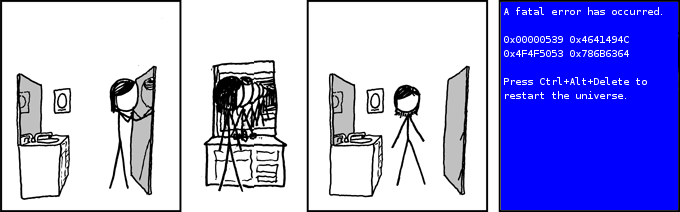 A fatal error has occurred.
0x00000539 0x4641494C
0x4F4F5053 0x786B6364
Press Ctrl+Alt+Delete to
restart the universe.